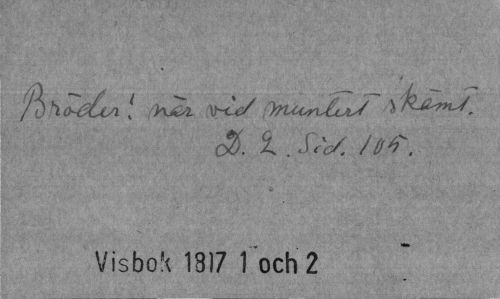 Bröder! när vid muntert skämt.
D. 2. Sid. 105.
Visbok 1817 1 och 2